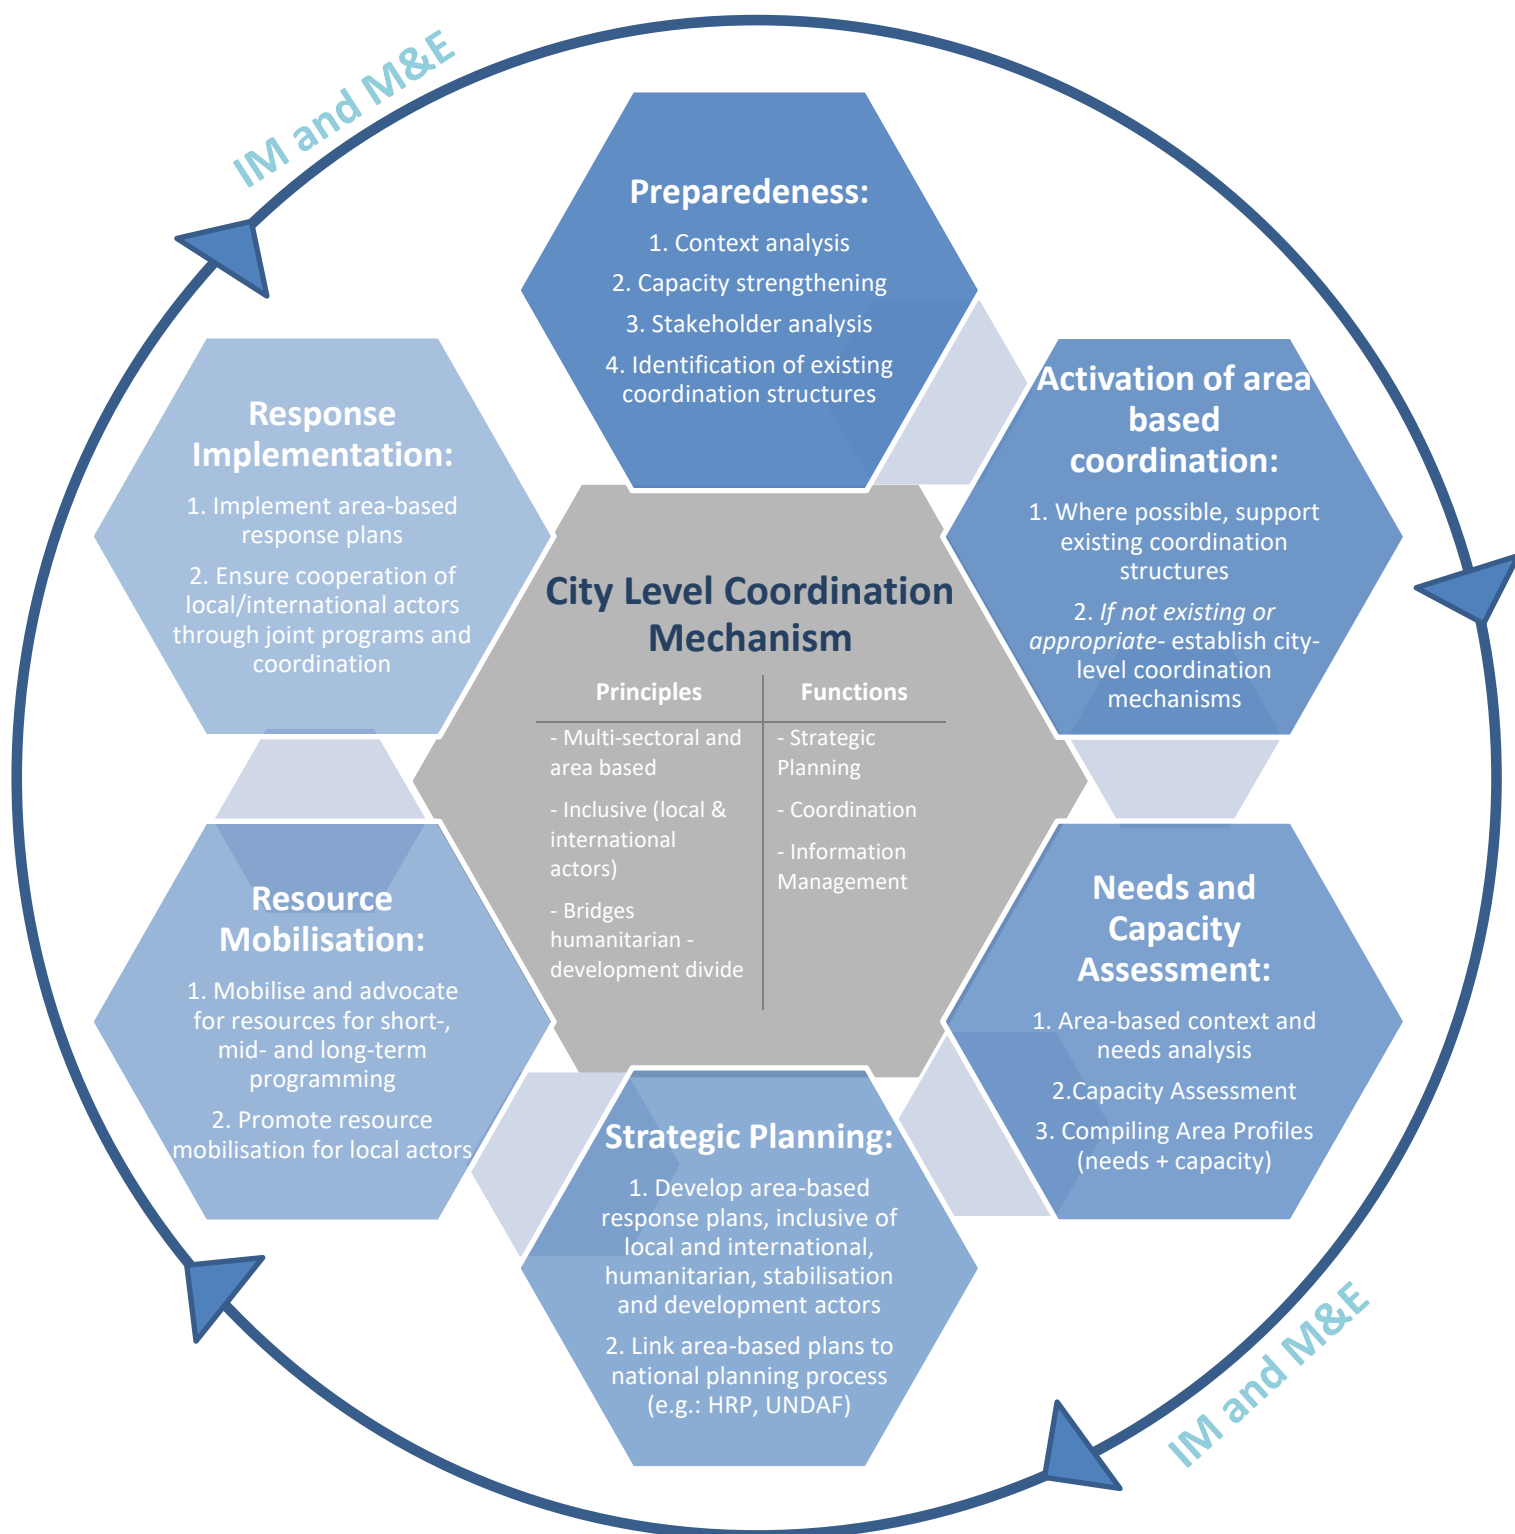 IM and M&E
Preparedeness:
1. Context analysis
2. Capacity strengthening
3. Stakeholder analysis
4. Identification of existing
coordination structures
Activation of area
based
coordination:
1. Where possible, support
existing coordination
structures
2. If not existing or
appropriate- establish city-
level coordination
mechanisms
Needs and
Capacity
Assessment:
1. Area-based context and
needs analysis
2.Capacity Assessment
3. Compiling Area Profiles
(needs + capacity)
IM and M&E
Strategic Planning:
1. Develop area-based
response plans, inclusive of
local and international,
humanitarian, stabilisation
and development actors
2. Link area-based plans to
national planning process
(e.g.: HRP, UNDAF)
Resource
Mobilisation:
1. Mobilise and advocate
for resources for short-,
mid- and long-term
programming
2. Promote resource
mobilisation for local actors
Response
Implementation:
1. Implement area-based
response plans
2. Ensure cooperation of
local/international actors
through joint programs and
coordination
City Level Coordination
Mechanism
Principles
- Multi-sectoral and
area based
- Inclusive (local &
international
actors)
- Bridges
humanitarian -
development divide
Functions
- Strategic
Planning
- Coordination
- Information
Management